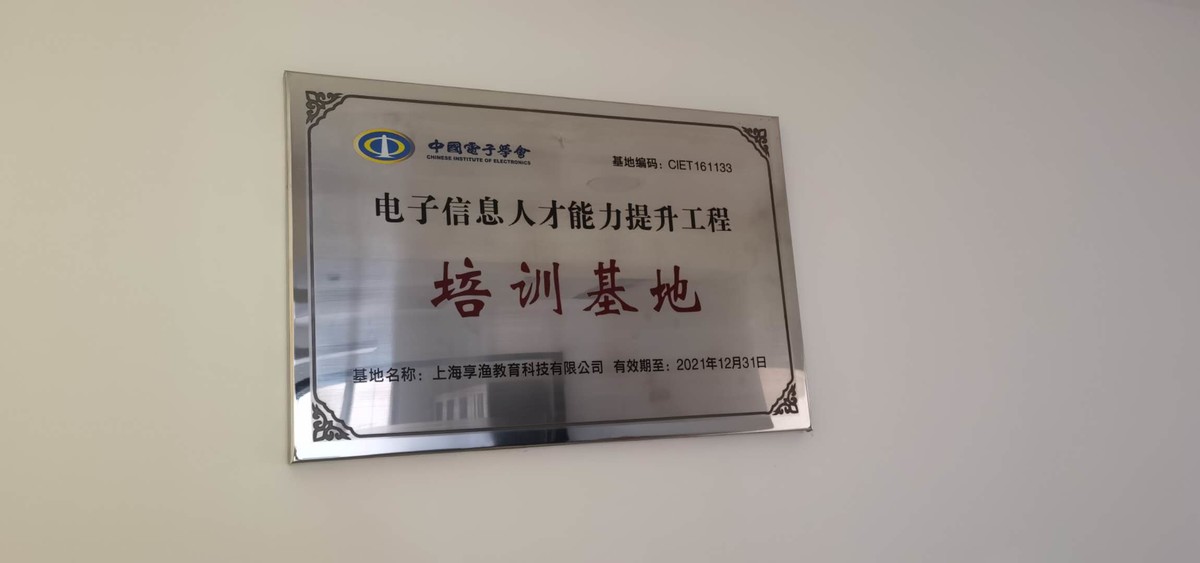 中國電子學會
CHINESE INSTITUTE OF ELECTRONICS
基地编码：CIET161133
电子信息人才能力提升工程
培训基地
基地名称：上海享渔教育科技有限公司 有效期至：2021年12月31日